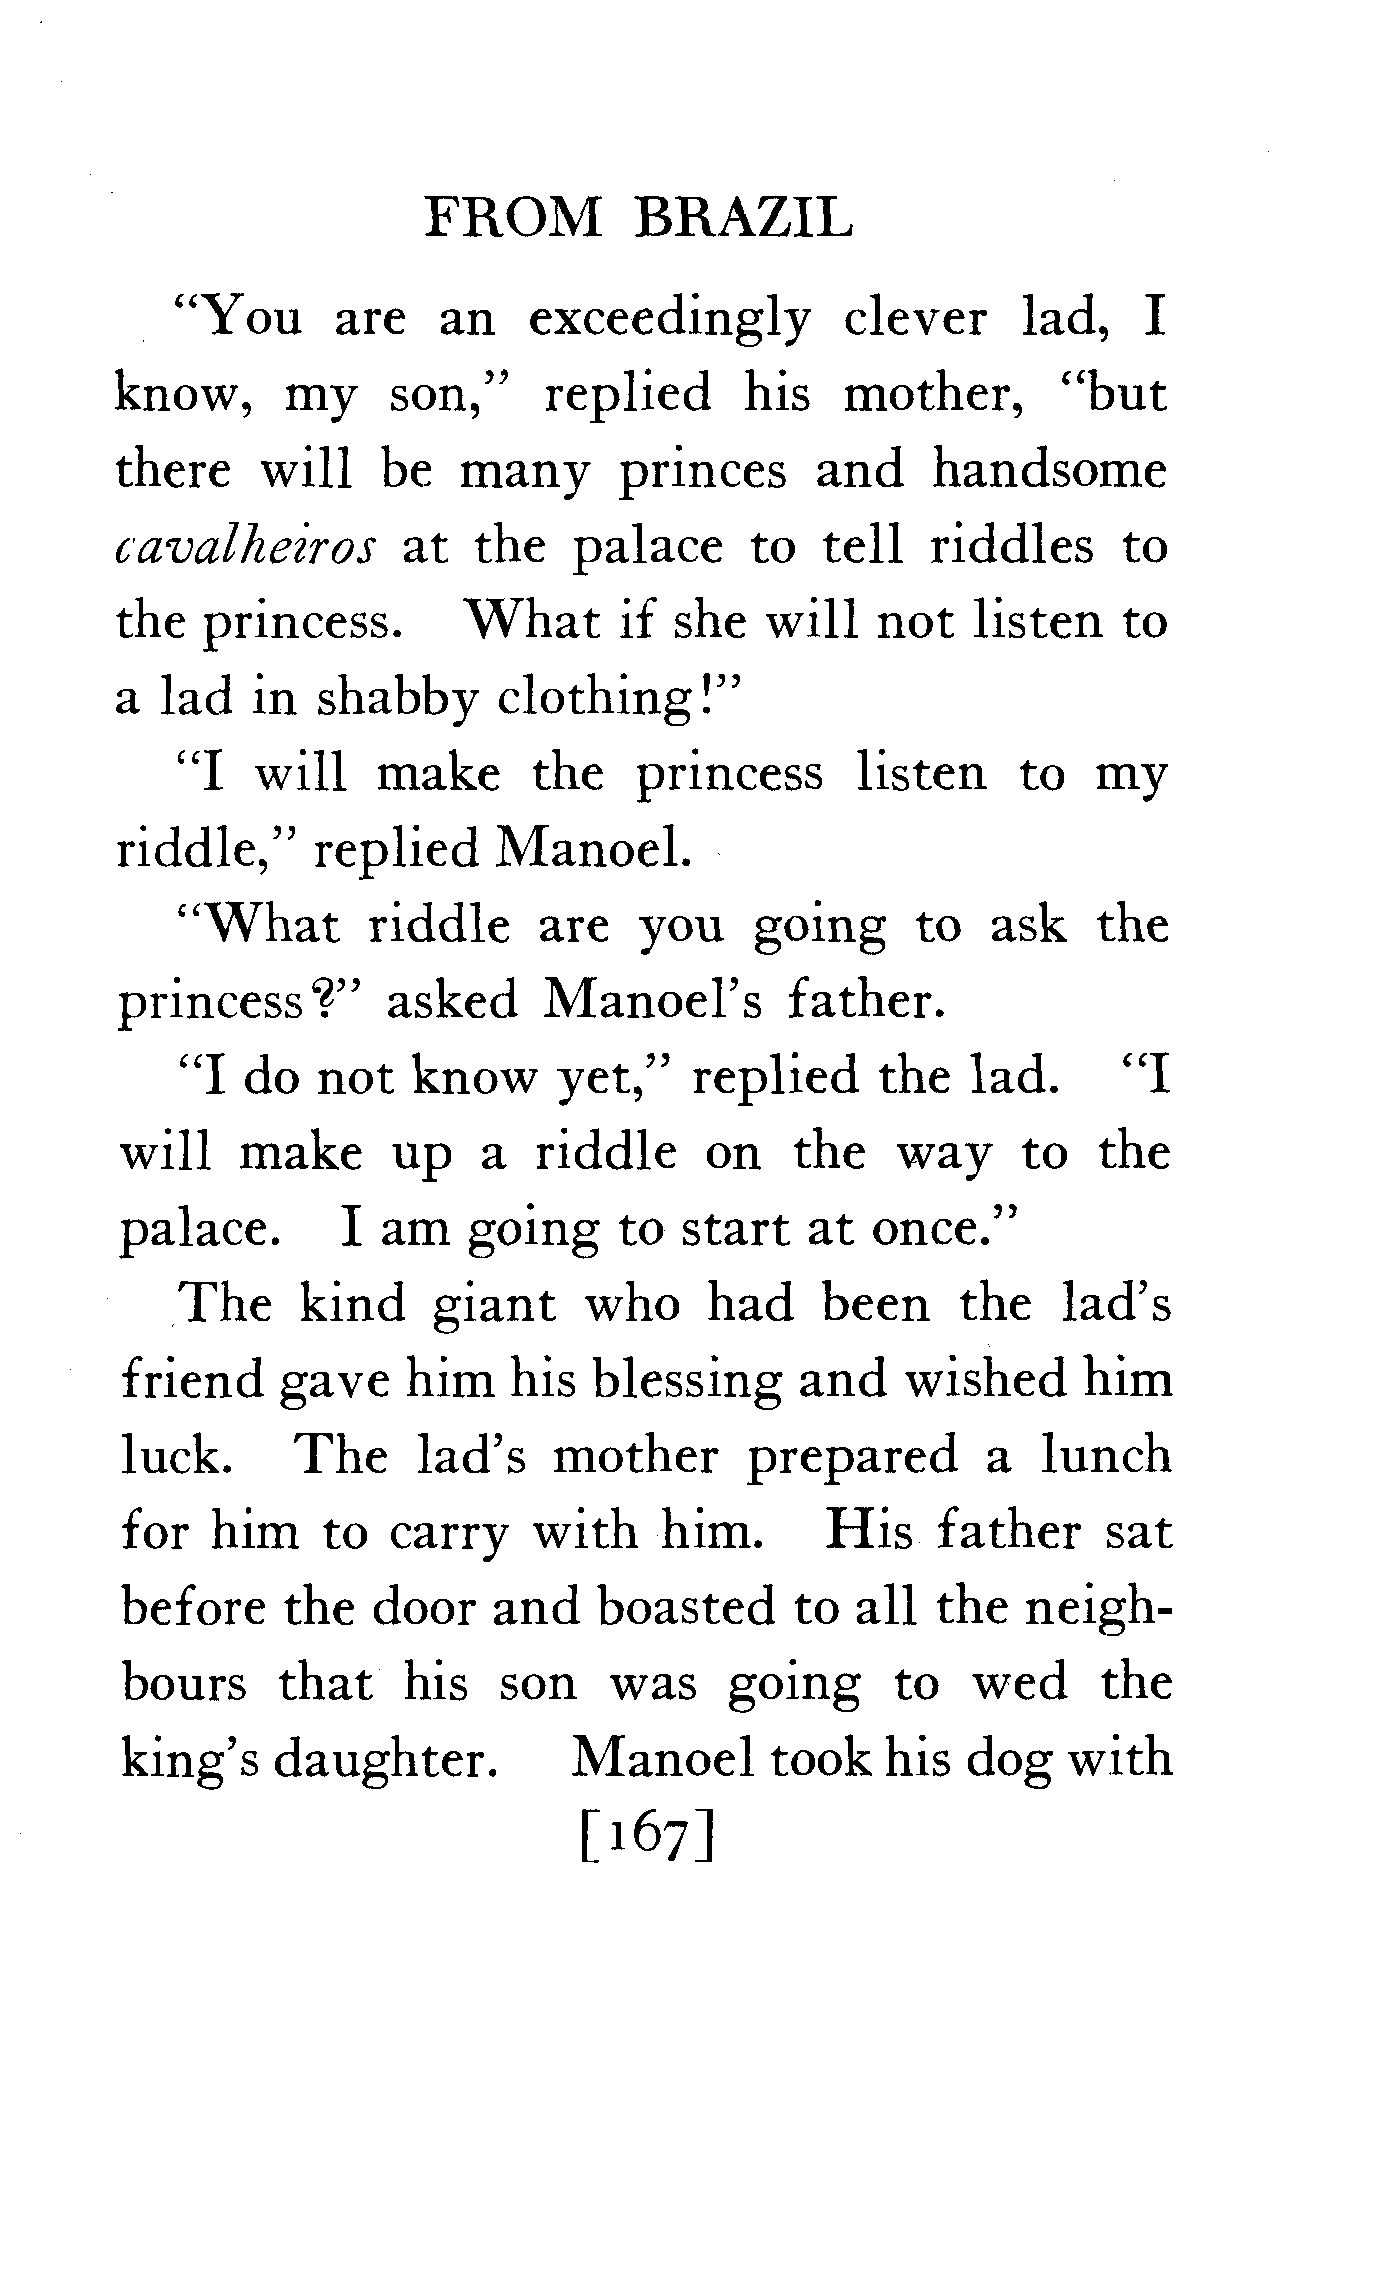 FROM BRAZIL
"You are an exceedingly clever lad, I
know, my son," replied his mother, "but
there will be many princes and handsome
cavalheiros at the palace to tell riddles to
the princess. What if she will not listen to
a lad in shabby clothing!"
"I will make the princess listen to my
riddle," replied Manoel.
"What riddle are you going to ask the
princess?" asked Manoel's father.
"I do not know yet," replied the lad. "I
will make up a riddle on the way to the
palace. I am going to start at once."
The kind giant who had been the lad's
friend gave him his blessing and wished him
luck. The lad's mother prepared a lunch
for him to carry with him. His father sat
before the door and boasted to all the neigh-
bours that his son was going to wed the
king's daughter. Manoel took his dog with
[167]